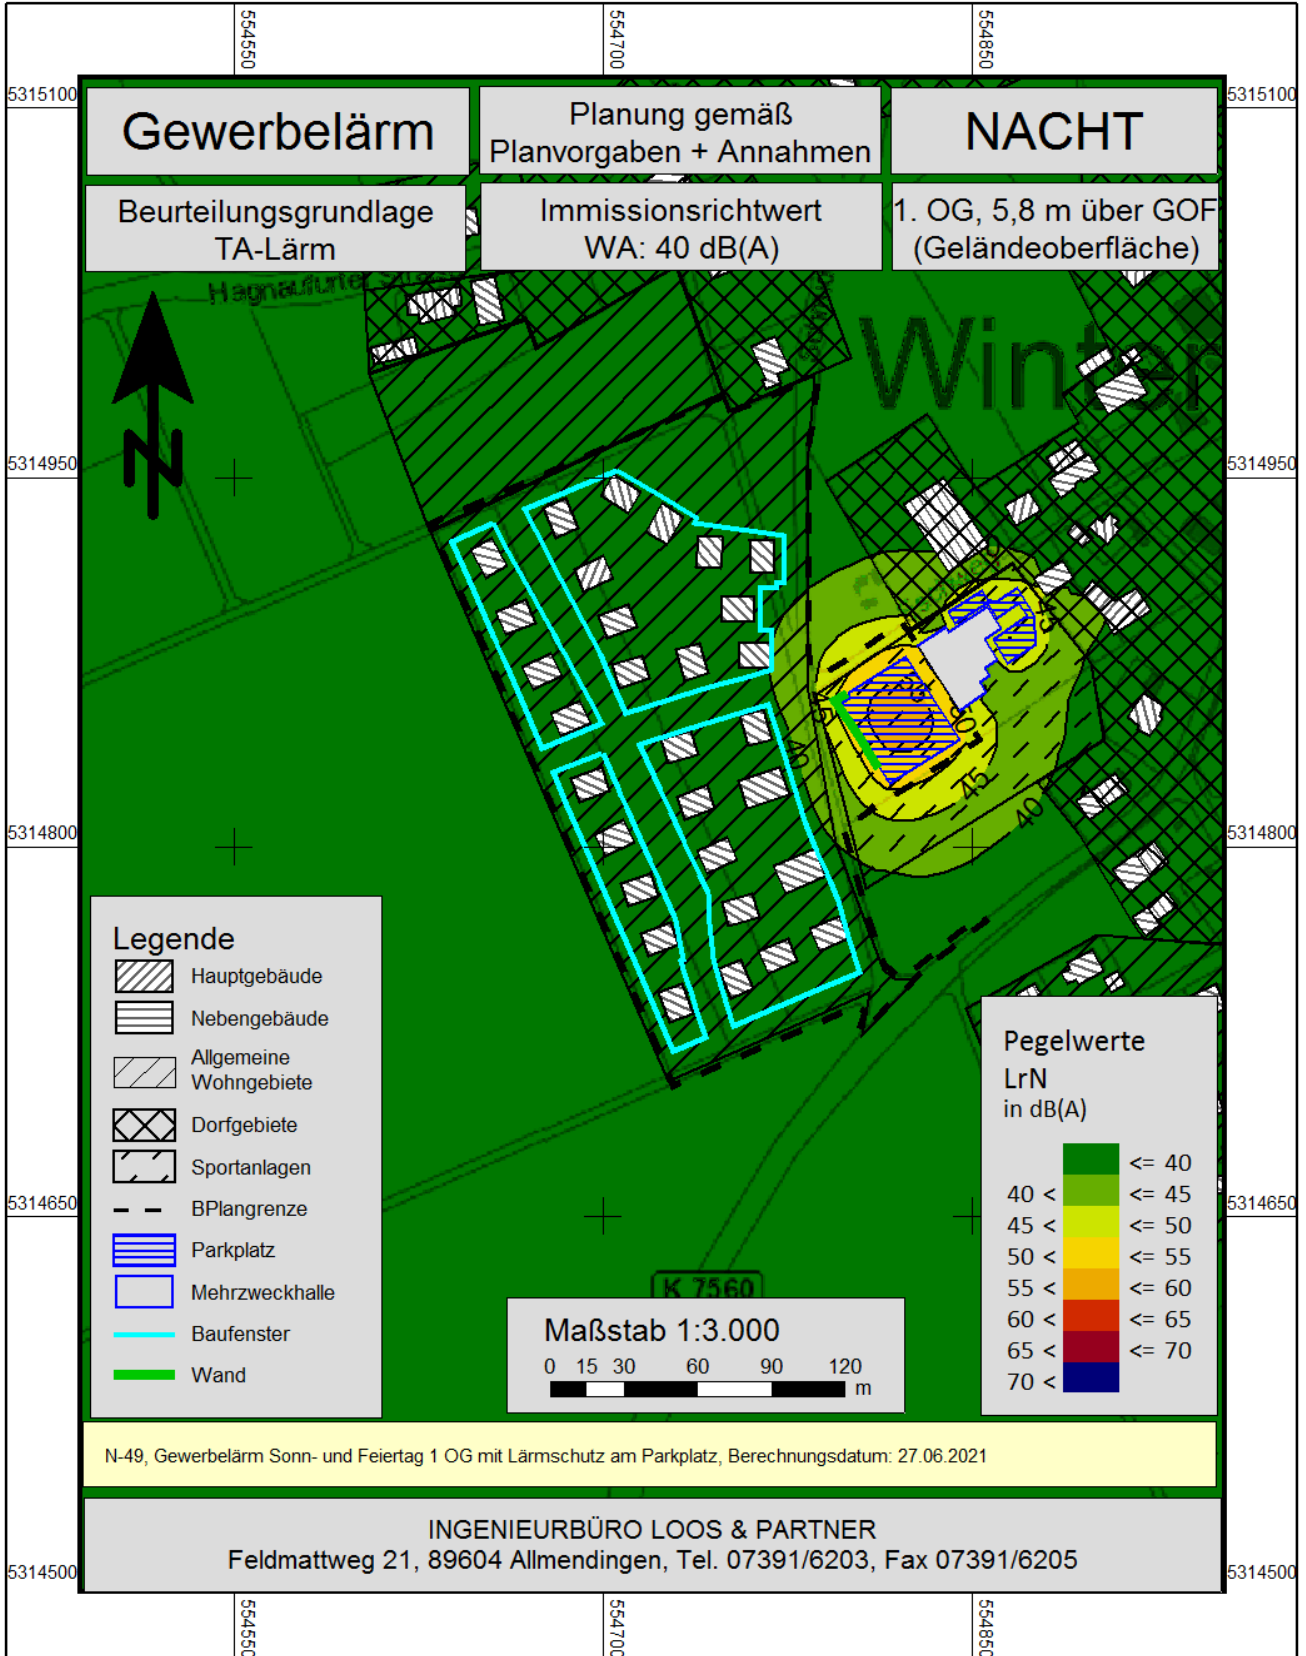 554550
554700
554850
5315100
5315100
Gewerbelärm
Planung gemäß
Planvorgaben + Annahmen
NACHT
Beurteilungsgrundlage
TA-Lärm
Immissionsrichtwert
WA: 40 dB(A)
1. OG, 5,8 m über GOF
(Geländeoberfläche)
Winter
N
5314950
5314950
45
45
50
40
45
40
5314800
5314800
Legende
Hauptgebäude
Nebengebäude
Allgemeine
Wohngebiete
Dorfgebiete
Sportanlagen
BPlangrenze
Parkplatz
Mehrzweckhalle
Baufenster
Wand
Pegelwerte
LrN
in dB(A)
<= 40
40 < <= 45
45 < <= 50
50 < <= 55
55 < <= 60
60 < <= 65
65 < <= 70
70 <
5314650
5314650
K 7560
Maßstab 1:3.000
0 15 30 60 90 120
m
N-49, Gewerbelärm Sonn- und Feiertag 1 OG mit Lärmschutz am Parkplatz, Berechnungsdatum: 27.06.2021
INGENIEURBÜRO LOOS & PARTNER
Feldmattweg 21, 89604 Allmendingen, Tel. 07391/6203, Fax 07391/6205
5314500
5314500
554550
554700
554850